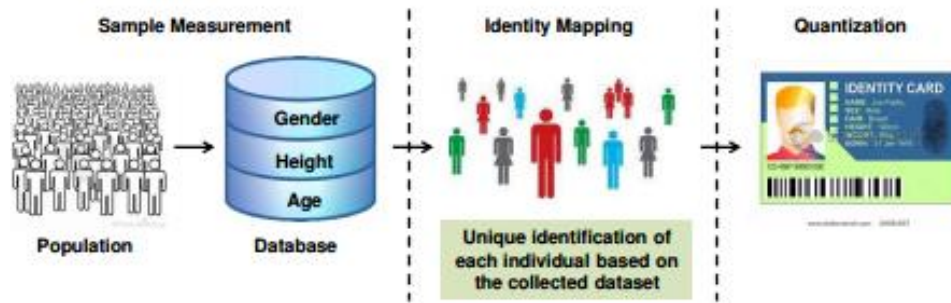 Sample Measurement
Identity Mapping
Quantization
Gender
Height
Age
IDENTITY CARD
Population
Database
Unique identification of
each individual based on
the collected dataset